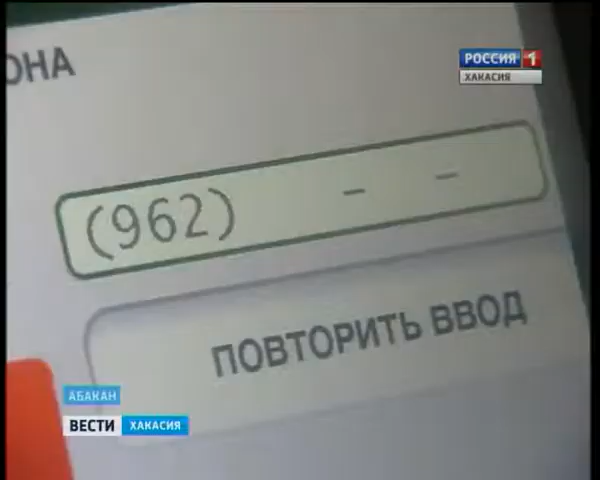 ОНА
РОССИЯ 1
ХАКАСИЯ
(962) – –
ПОВТОРИТЬ ВВОД
АБАКАН
ВЕСТИ ХАКАСИЯ